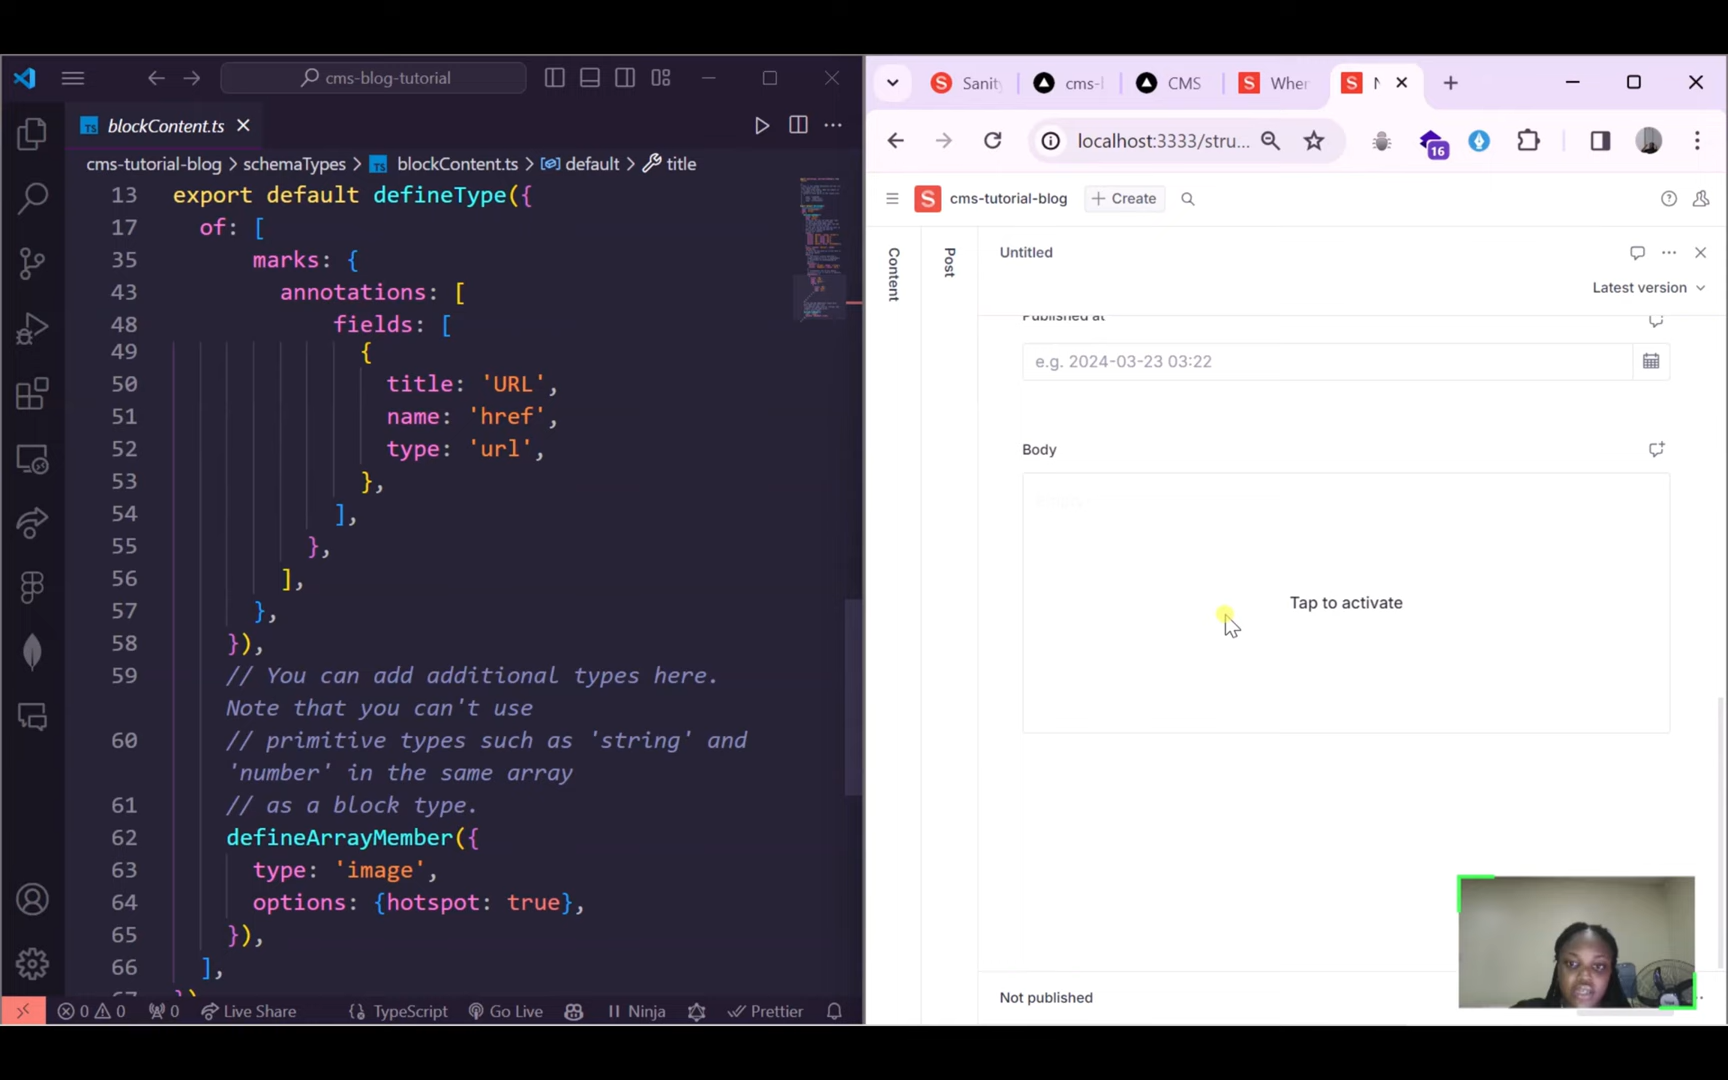 cms-blog-tutorial
blockContent.ts
cms-tutorial-blog > schemaTypes > TS blockContent.ts > default > title
13 export default defineType({
17 of: [
35 marks: {
43 annotations: [
48 fields: [
49 {
50 title: 'URL',
51 name: 'href',
52 type: 'url',
53 },
54 ],
55 },
56 ],
57 },
58 }),
59 // You can add additional types here.
Note that you can't use
60 // primitive types such as 'string' and
'number' in the same array
61 // as a block type.
62 defineArrayMember({
63 type: 'image',
64 options: {hotspot: true},
65 }),
66 ],
0 0 0 Live Share {} TypeScript Go Live Ninja Prettier
Sanity cms-l CMS Wher N
localhost:3333/stru...
16
cms-tutorial-blog + Create
Content
Post
Untitled
Latest version
Published at
e.g. 2024-03-23 03:22
Body
Tap to activate
Not published